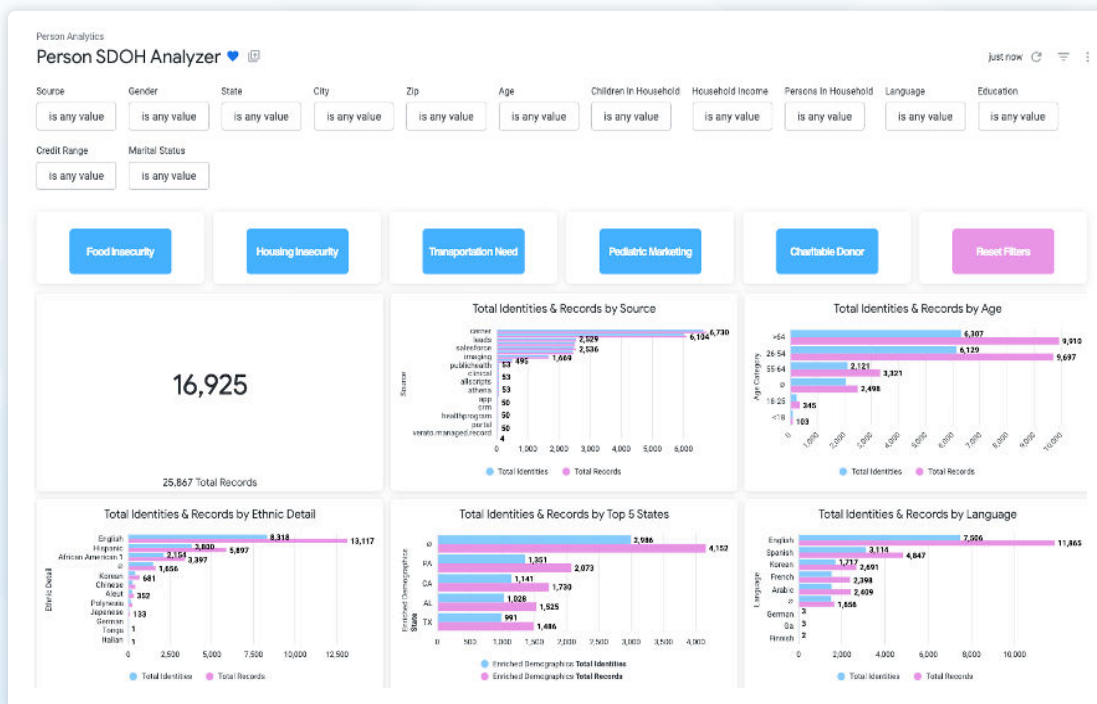 Person Analytics
Person SDOH Analyzer
just now
Source Gender State City Zip Age Children in Household Household Income Persons in Household Language Education
is any value is any value is any value is any value is any value is any value is any value is any value is any value is any value is any value
Credit Range Marital Status
is any value is any value
Food Insecurity Housing Insecurity Transportation Need Pediatric Marketing Charitable Donor Reset Filters
16,925
25,867 Total Records
Total Identities & Records by Source
Source
cerner 6,730
6,104
leads 2,529
salesforce 2,536
imaging 1,669
495
publichealth 53
clinical 53
allscripts
athena 53
app 50
crm
healthprogram 50
portal 50
verato.managed.record 4
0 1,000 2,000 3,000 4,000 5,000 6,000
Total Identities Total Records
Total Identities & Records by Age
Age Category
>64 6,307
9,910
26-54 6,129
9,697
55-64 2,121
3,321
ø 2,498
18-25 345
<18 103
0 1,000 2,000 3,000 4,000 5,000 6,000 7,000 8,000 9,000 10,000
Total Identities Total Records
Total Identities & Records by Ethnic Detail
Ethnic Detail
English 8,318
13,117
Hispanic 3,800
5,897
African American 1 2,154
3,397
ø 1,656
Korean 681
Chinese
Aleut 352
Polynesian
Japanese 133
German
Tonga 1
Italian 1
0 2,500 5,000 7,500 10,000 12,500
Total Identities Total Records
Total Identities & Records by Top 5 States
Enriched Demographics
State
ø 2,986
4,152
PA 1,351
2,073
CA 1,141
1,730
AL 1,028
1,525
TX 991
1,486
0 500 1,000 1,500 2,000 2,500 3,000 3,500 4,000
Enriched Demographics Total Identities
Enriched Demographics Total Records
Total Identities & Records by Language
Language
English 7,506
11,865
Spanish 3,114
4,847
Korean 1,717
2,691
French 2,398
Arabic 2,409
ø 1,656
German 3
Ga 3
Finnish 2
0 2,000 4,000 6,000 8,000 10,000
Total Identities Total Records